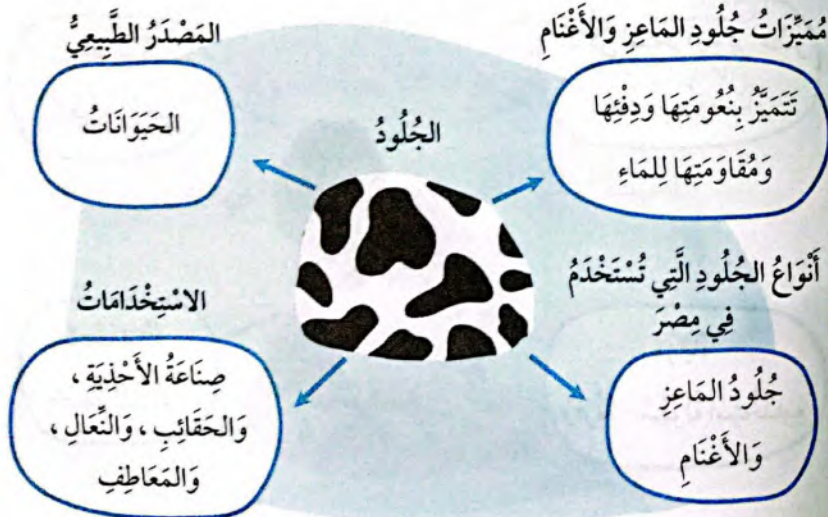 مُمَيِّزَاتُ جُلُودِ المَاعِزِ وَالأَغْنَامِ
تَتَمَيَّزُ بِنُعُومَتِهَا وَدِفْئِهَا
وَمُقَاوَمَتِهَا لِلمَاءِ
المَصْدَرُ الطَّبِيعِيُّ
الحَيَوَانَاتُ
الجُلُودُ
أَنْوَاعُ الجُلُودِ الَّتِي تُسْتَخْدَمُ
فِي مِصْرَ
جُلُودُ المَاعِزِ
وَالأَغْنَامِ
الاسْتِخْدَامَاتُ
صِنَاعَةُ الأَحْذِيَةِ ،
وَالحَقَائِبِ ، وَالنِّعَالِ ،
وَالمَعَاطِفِ